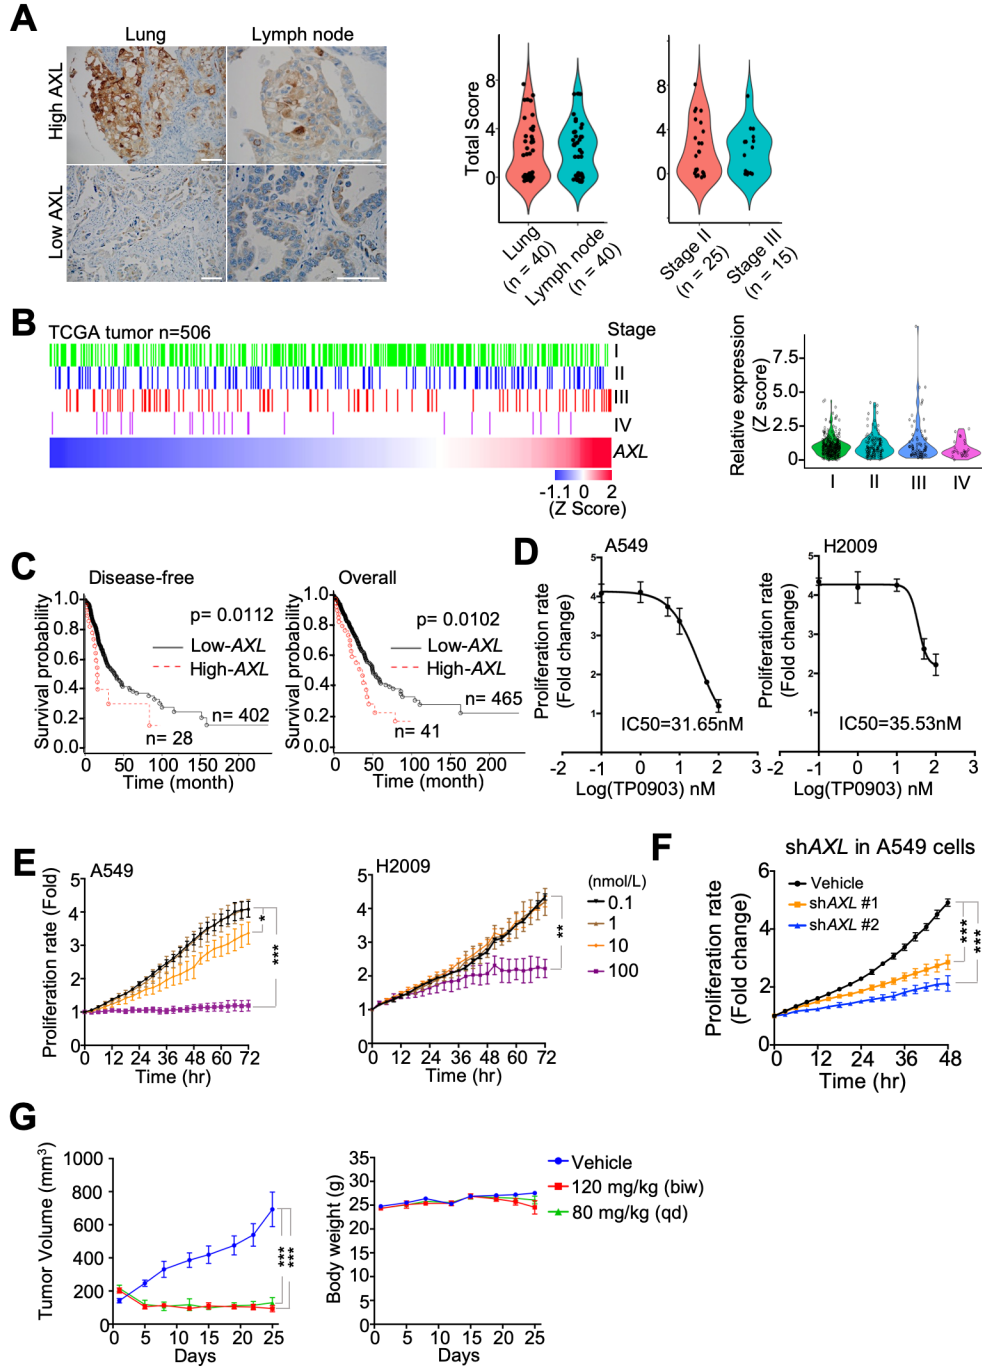 A
Lung
Lymph node
High AXL
Low AXL
Total Score
8
4
0
Lung
(n = 40)
Lymph node
(n = 40)
8
4
0
Stage II
(n = 25)
Stage III
(n = 15)
B
TCGA tumor n=506
Stage
I
II
III
IV
AXL
-1.1 0 2
(Z Score)
Relative expression
(Z score)
7.5
5.0
2.5
0
I II III IV
C
Disease-free
Survival probability
1.0
0.8
0.6
0.4
0.2
0.0
p= 0.0112
Low-AXL
High-AXL
n= 402
n= 28
0 50 100 150 200
Time (month)
Overall
Survival probability
1.0
0.8
0.6
0.4
0.2
0.0
p= 0.0102
Low-AXL
High-AXL
n= 465
n= 41
0 50 100 150 200
Time (month)
D
A549
Proliferation rate
(Fold change)
5
4
3
2
1
IC50=31.65nM
-2 -1 0 1 2 3
Log(TP0903) nM
H2009
Proliferation rate
(Fold change)
5
4
3
2
1
0
IC50=35.53nM
-2 -1 0 1 2 3
Log(TP0903) nM
E
A549
Proliferation rate (Fold)
5
4
3
2
1
0
*
***
0 12 24 36 48 60 72
Time (hr)
H2009
5
4
3
2
1
0
**
0 12 24 36 48 60 72
Time (hr)
(nmol/L)
0.1
1
10
100
F
shAXL in A549 cells
Proliferation rate
(Fold change)
6
4
2
0
Vehicle
shAXL #1
shAXL #2
***
***
0 12 24 36 48
Time (hr)
G
Tumor Volume (mm³)
1000
800
600
400
200
0
***
***
0 5 10 15 20 25
Days
Body weight (g)
35
30
25
20
15
10
5
0
0 5 10 15 20 25
Days
Vehicle
120 mg/kg (biw)
80 mg/kg (qd)